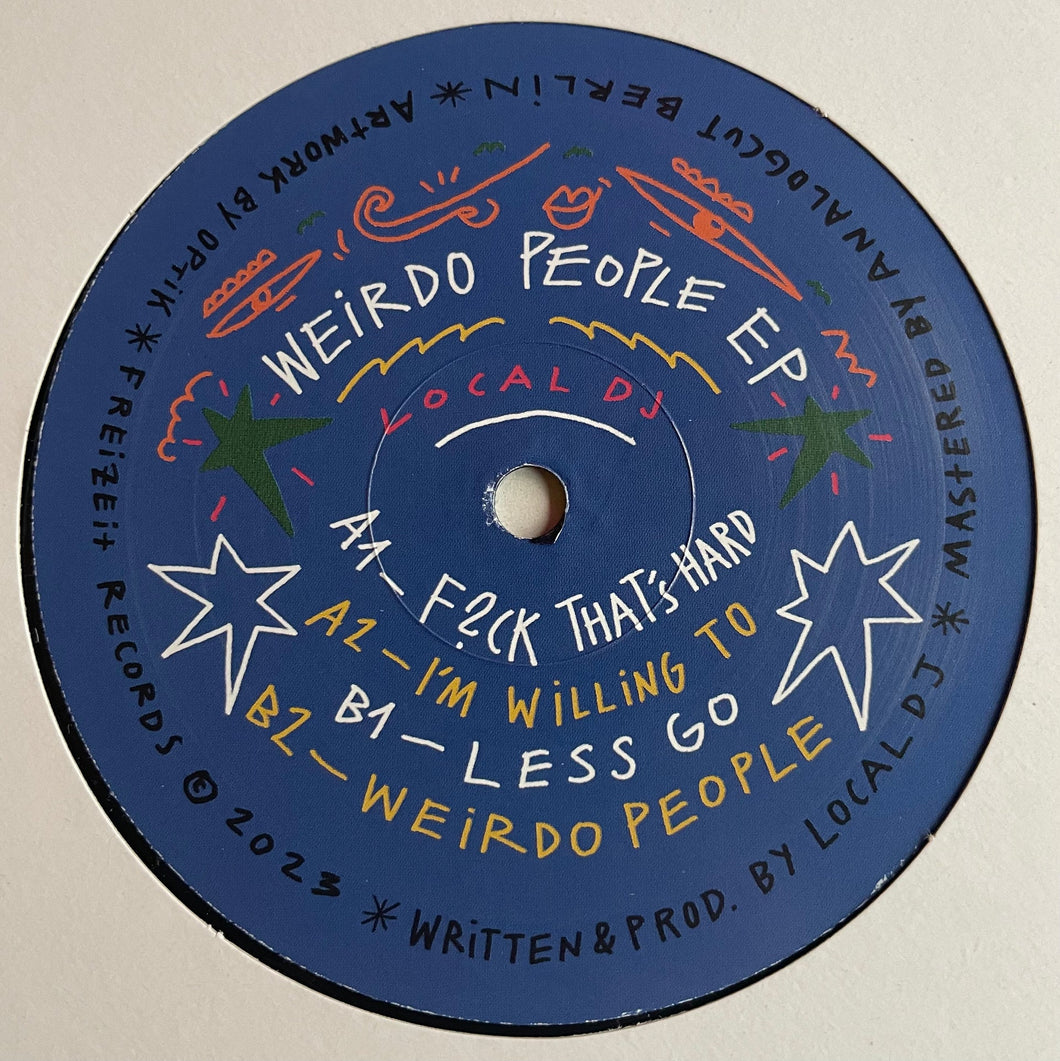 WEiRDO PEOPLE EP
LOCAL DJ
A1 – F?CK THAT'S HARD
A2 – I'M WiLLiNG TO
B1 – LESS GO
B2 – WEiRDO PEOPLE
FREiZEit RECORDS © 2023 * WRiTTEN & PROD. BY LOCAL DJ * MAStERED BY ANALOGCUT BERLiN * ARtWORK BY OPtiK *